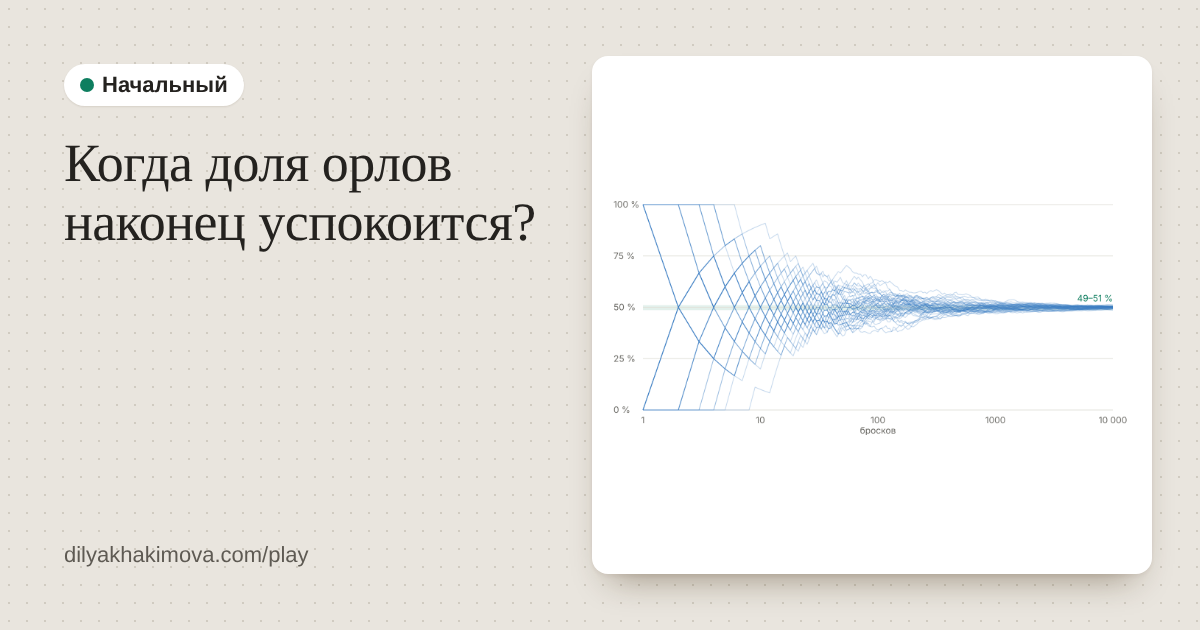 Начальный
Когда доля орлов
наконец успокоится?
dilyakhakimova.com/play
100 %
75 %
50 %
25 %
0 %
49–51 %
1
10
100
1000
10 000
бросков